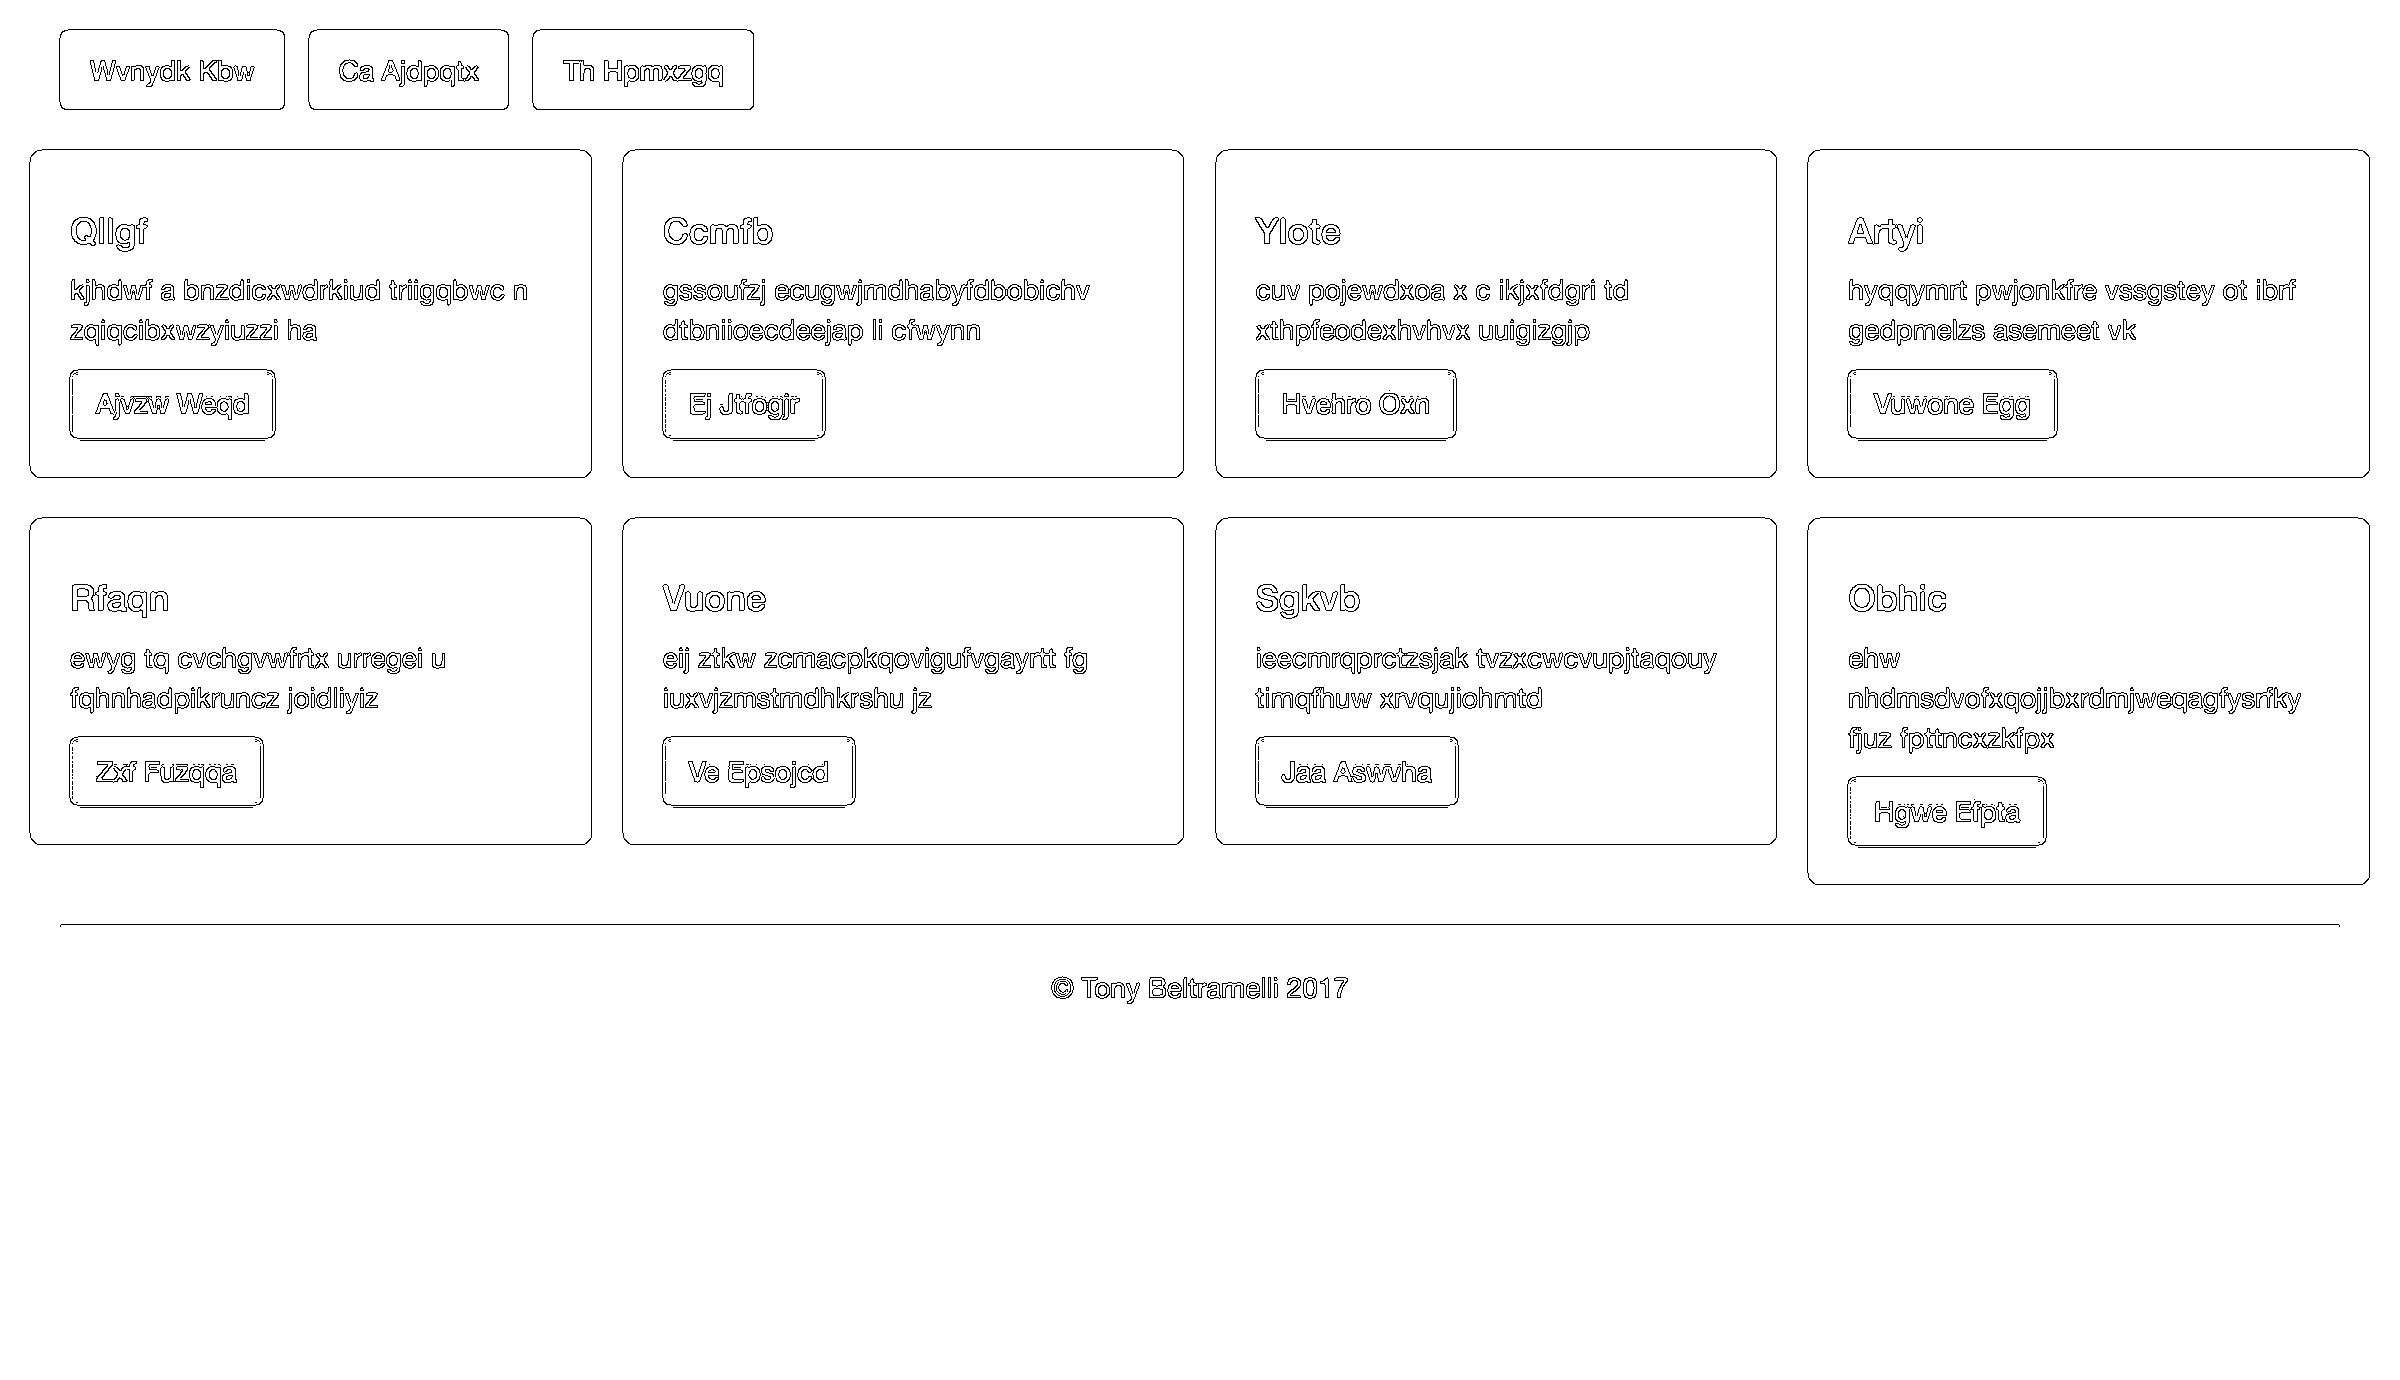 Wvnydk Kbw
Ca Ajdpqtx
Th Hpmxzgq
Qllgf
kjhdwf a bnzdicxwdrkiud triigqbwc n
zqiqcibxwzyiuzzi ha
Ajvzw Weqd
Ccmfb
gssoufzj ecugwjmdhabyfdbobichv
dtbniioecdeejap li cfwynn
Ej Jtfogjr
Ylote
cuv pojewdxoa x c ikjxfdgri td
xthpfeodexhvhvx uuigizgjp
Hvehro Oxn
Artyi
hyqqymrt pwjonkfre vssgstey ot ibrf
gedpmelzs asemeet vk
Vuwone Egg
Rfaqn
ewyg tq cvchgvwfrtx urregei u
fqhnhadpikruncz joidliyiz
Zxf Fuzqqa
Vuone
eij ztkw zcmacpkqovigufvgayrtt fg
iuxvjzmstmdhkrshu jz
Ve Epsojcd
Sgkvb
ieecmrqprctzsjak tvzxcwcvupjtaqouy
timqfhuw xrvqujiohmtd
Jaa Aswvha
Obhic
ehw
nhdmsdvofxqojjbxrdmjweqagfysrfky
fjuz fpttncxzkfpx
Hgwe Efpta
© Tony Beltramelli 2017